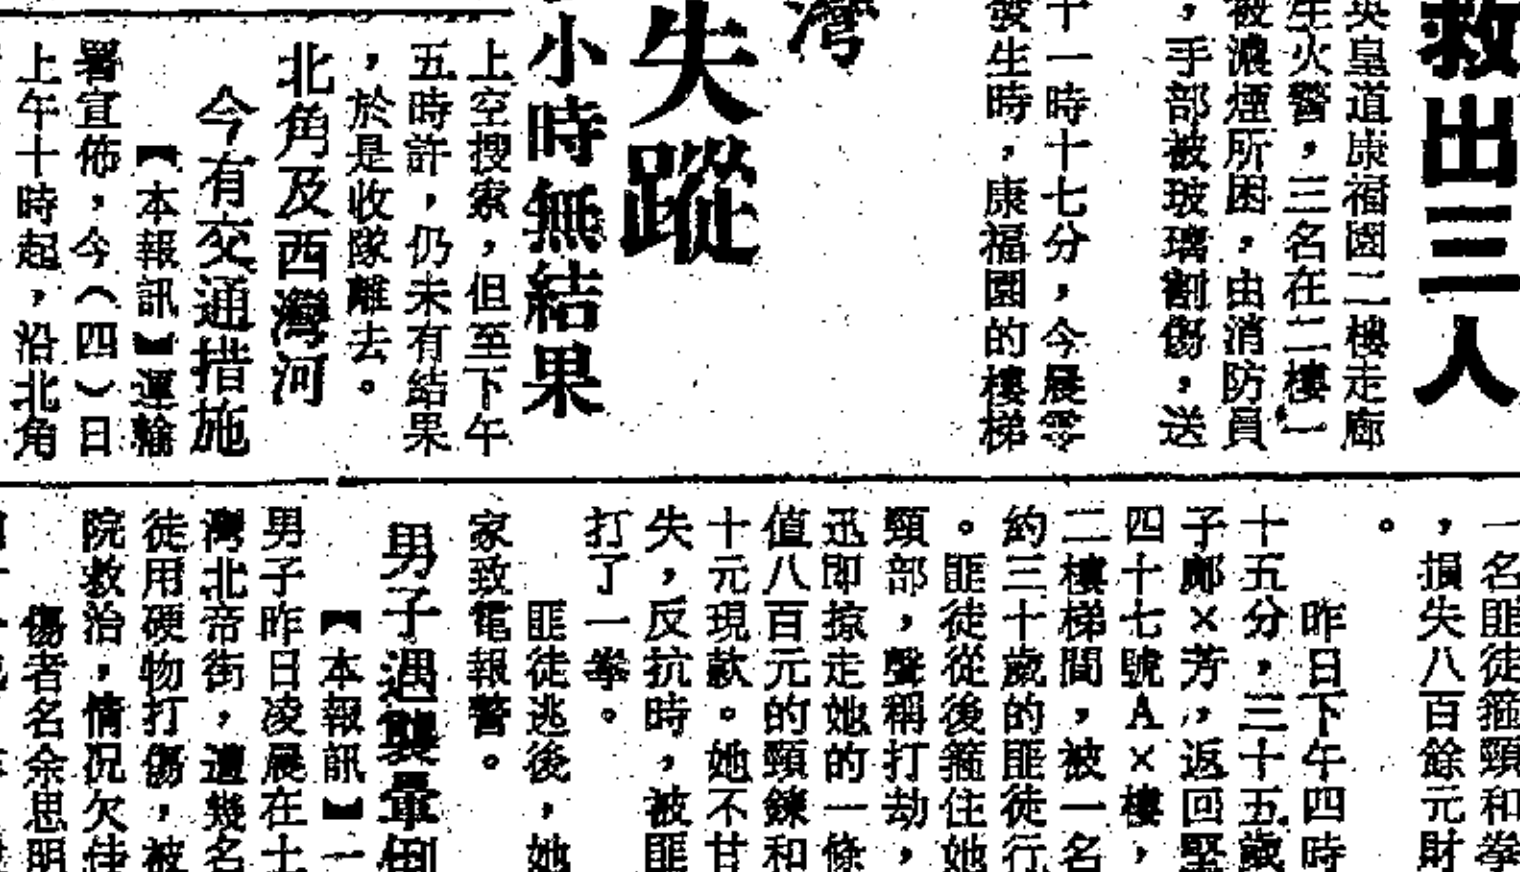 救出三人
英皇道康福園二樓走廊
生火警，三名在二樓一
被濃煙所困，由消防員
，手部被玻璃割傷，送
十一時十七分，今晨零
發生時，康福園的樓梯
灣
失蹤
小時無結果
上空搜索，但至下午
五時許，仍未有結果
，於是收隊離去。
北角及西灣河
今有交通措施
【本報訊】運輸
署宣佈，今（四）日
上午十時起，沿北角
一名匪徒箍頸和拳
，損失八百餘元財
。
昨日下午四時
十五分，三十五歲
子鄺×芳，返回堅
四十七號A×樓，
二樓梯間，被一名
約三十歲的匪徒行
。匪徒從後箍住她
頸部，聲稱打劫，
迅即掠走她的一條
值八百元的頸鍊和
十元現款。她不甘
失，反抗時，被匪
打了一拳。
匪徒逃後，她
家致電報警。
男子遇襲暈倒
【本報訊】一
男子昨日凌晨在土
灣北帝街，遭幾名
徒用硬物打傷，被
院救治，情況欠佳
傷者名余思明